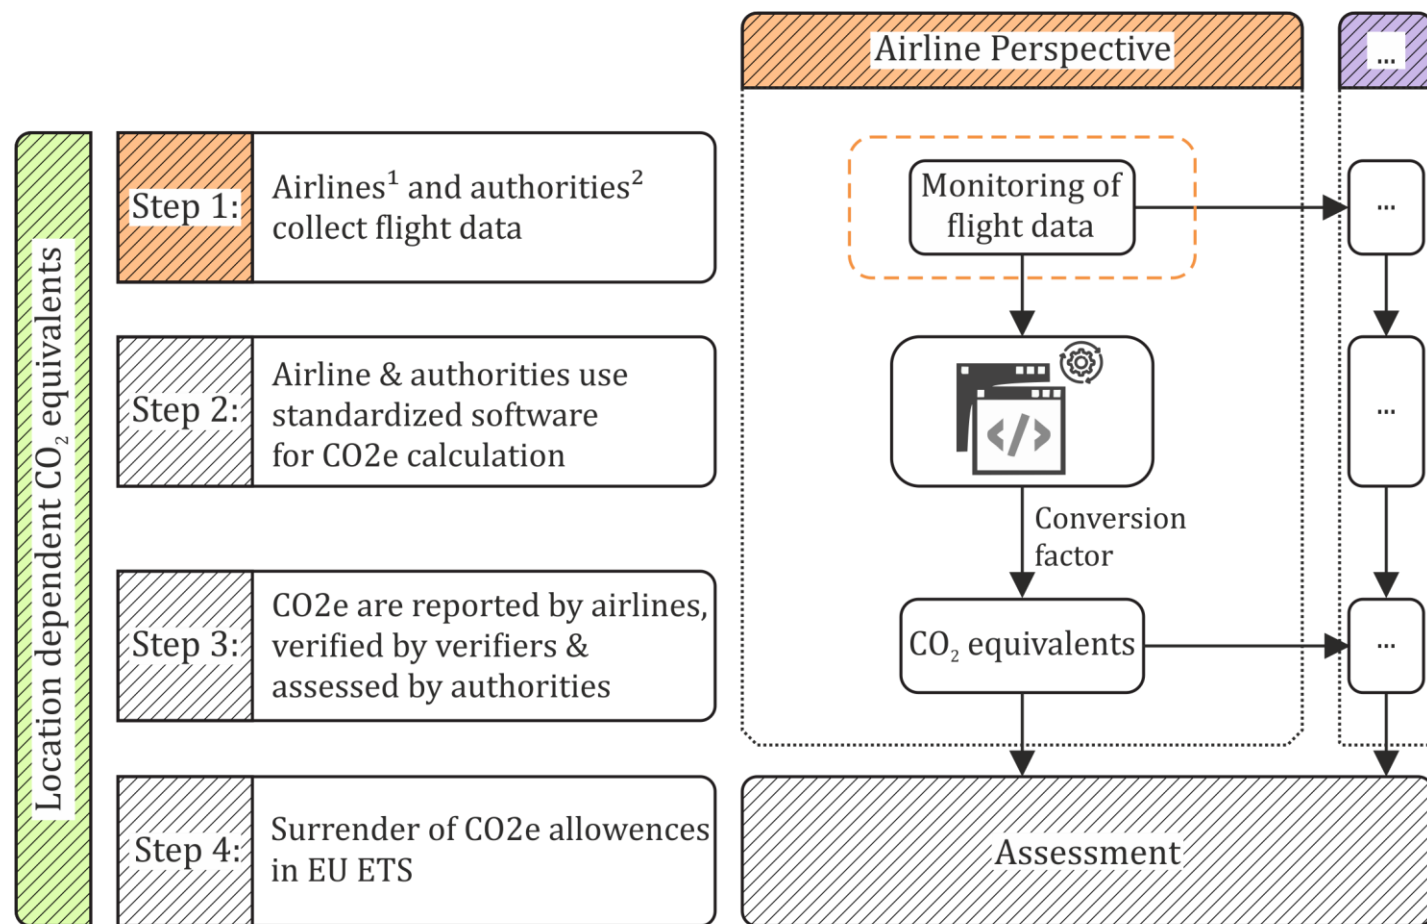 Airline Perspective
...
Location dependent CO₂ equivalents
Step 1:
Airlines¹ and authorities²
collect flight data
Monitoring of
flight data
...
Step 2:
Airline & authorities use
standardized software
for CO2e calculation
</>
...
Conversion
factor
Step 3:
CO2e are reported by airlines,
verified by verifiers &
assessed by authorities
CO₂ equivalents
...
Step 4:
Surrender of CO2e allowences
in EU ETS
Assessment